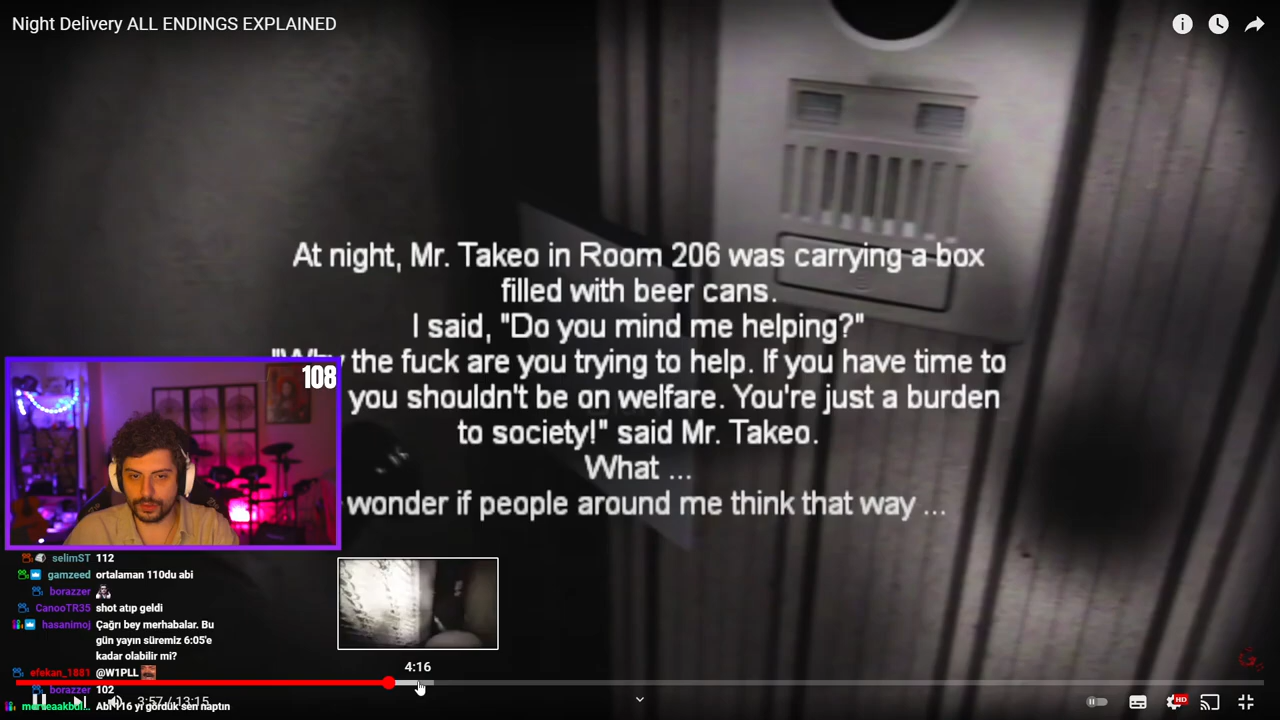 Night Delivery ALL ENDINGS EXPLAINED
At night, Mr. Takeo in Room 206 was carrying a box
filled with beer cans.
I said, "Do you mind me helping?"
the fuck are you trying to help. If you have time to
you shouldn't be on welfare. You're just a burden
to society!" said Mr. Takeo.
What ...
wonder if people around me think that way ...
108
selimST 112
gamzeed ortalaman 110du abi
borazzer
CanooTR35 shot atıp geldi
hasanimoj Çağrı bey merhabalar. Bu
gün yayın süremiz 6:05'e
kadar olabilir mi?
efekan_1881 @W1PLL
borazzer 102
Abi 116 yı gördük sen naptın
4:16
3:57 / 13:15
HD